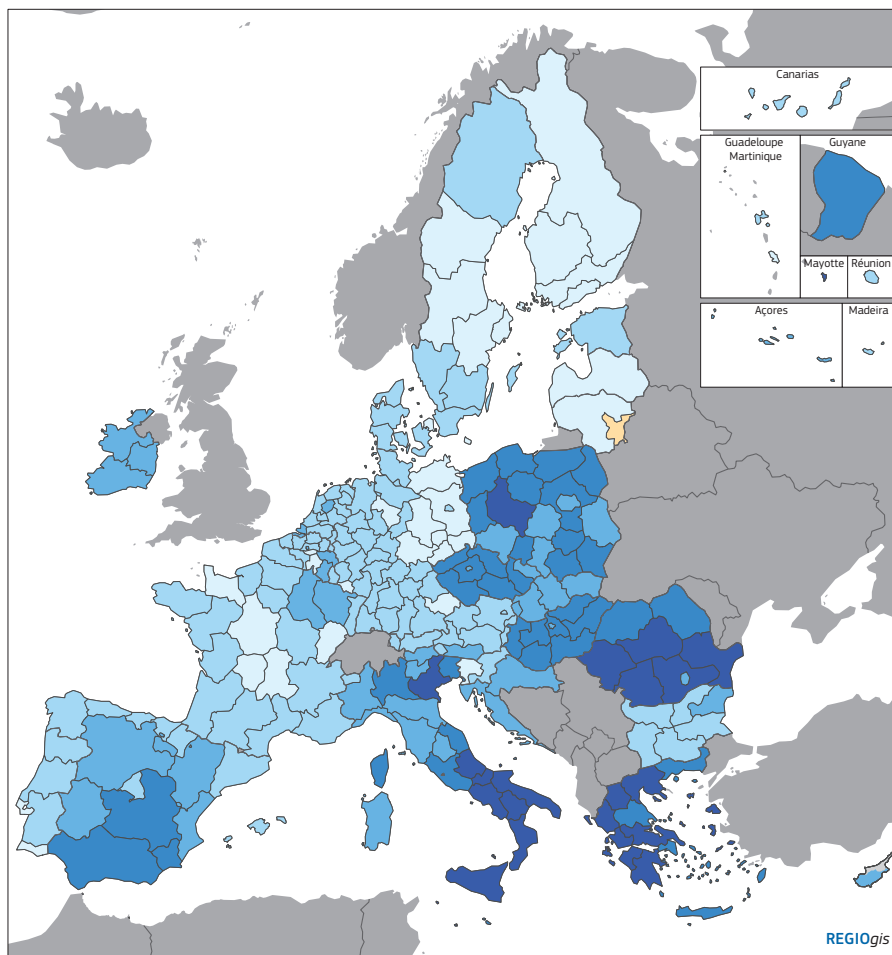 Canarias
Guadeloupe
Martinique
Guyane
Mayotte
Réunion
Açores
Madeira
REGIOgis